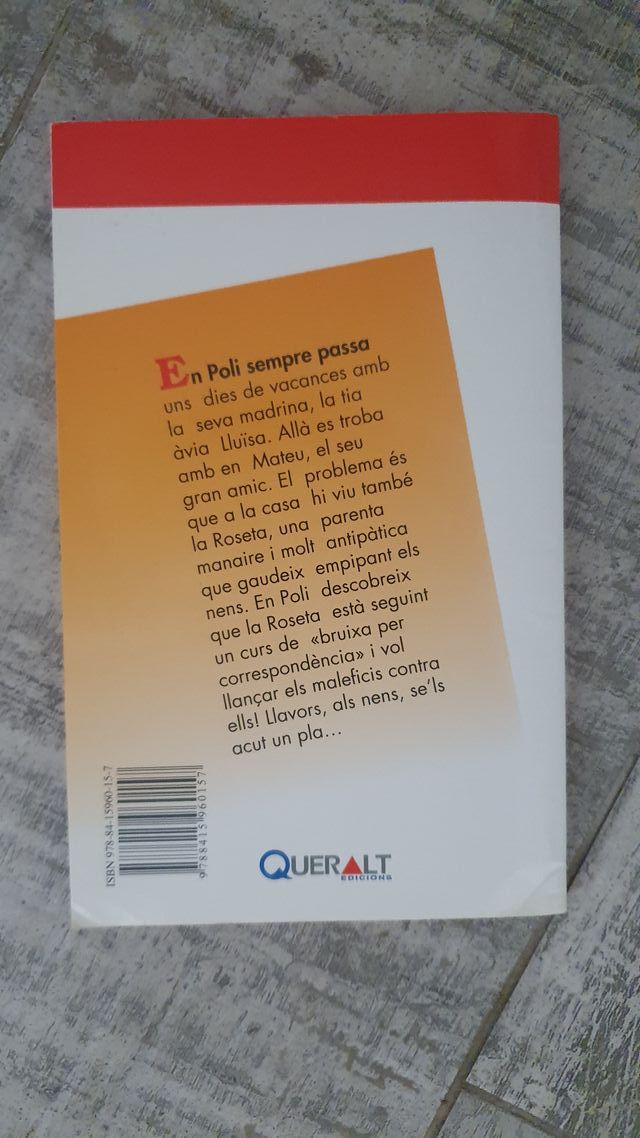 En Poli sempre passa
uns dies de vacances amb
la seva madrina, la tia
àvia Lluïsa. Allà es troba
amb en Mateu, el seu
gran amic. El problema és
que a la casa hi viu també
la Roseta, una parenta
manaire i molt antipàtica
que gaudeix empipant els
nens. En Poli descobreix
que la Roseta està seguint
un curs de «bruixa per
correspondència» i vol
llançar els maleficis contra
ells! Llavors, als nens, se'ls
acut un pla...
ISBN 978-84-15960-15-7
9788415960157
QUERALT
EDICIONS